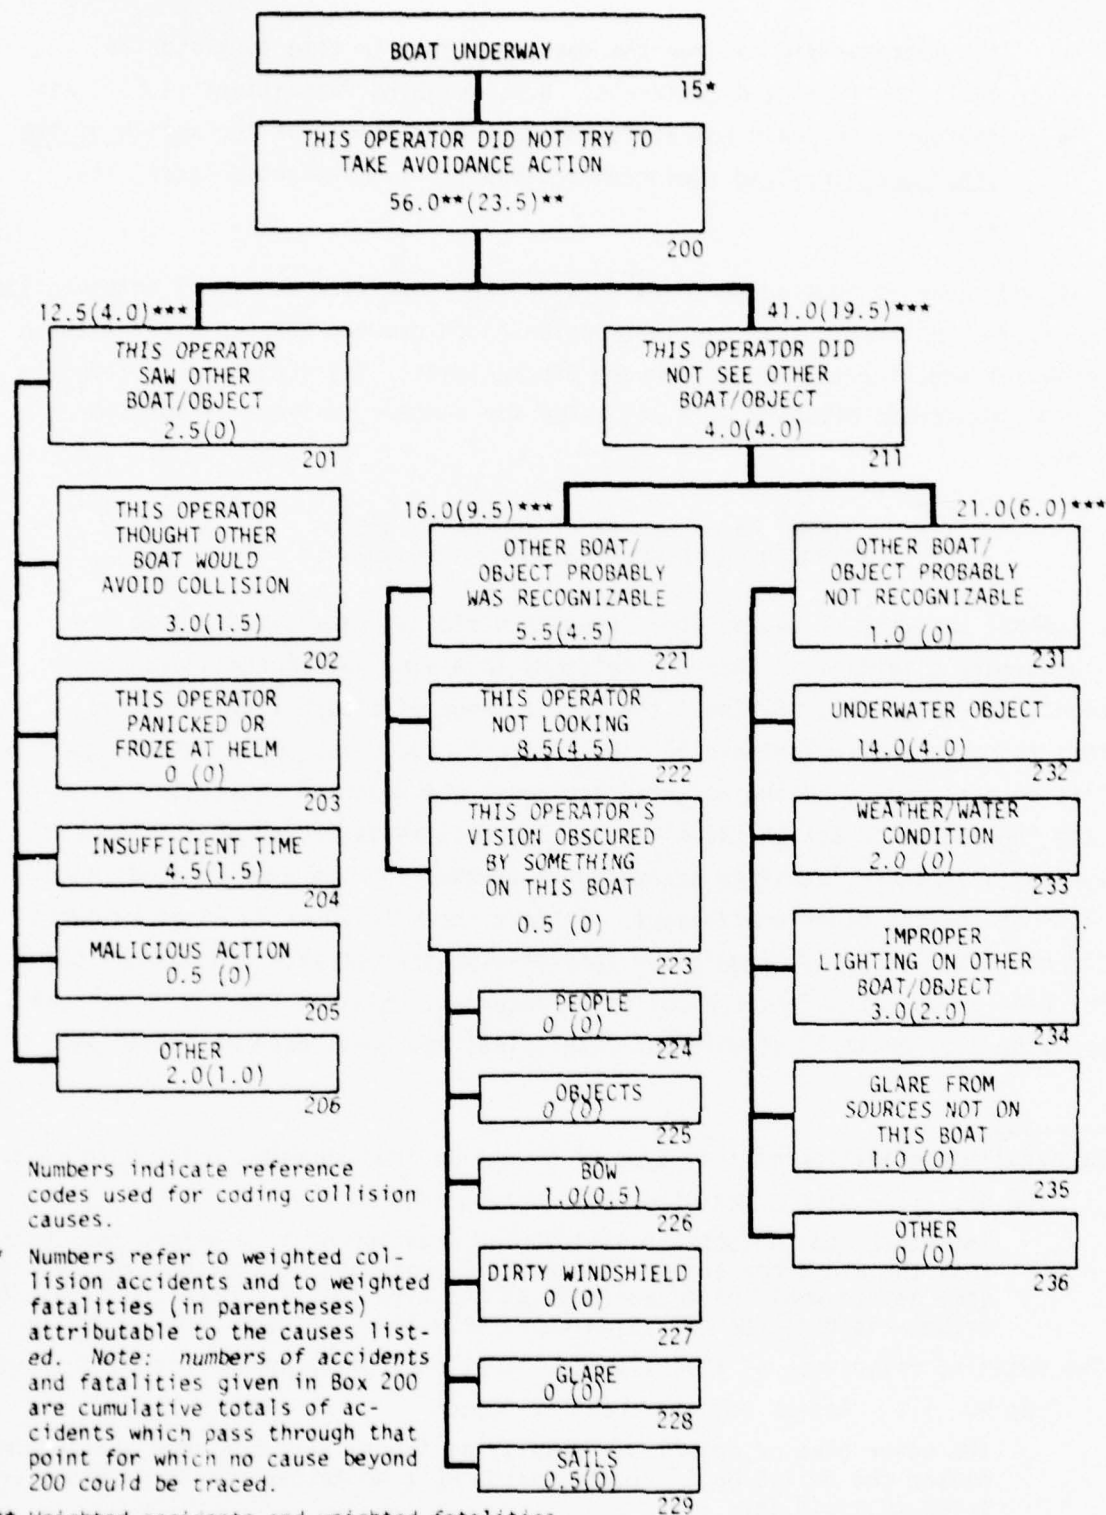 BOAT UNDERWAY
15*
THIS OPERATOR DID NOT TRY TO
TAKE AVOIDANCE ACTION
56.0**(23.5)**
200
12.5(4.0)***
THIS OPERATOR
SAW OTHER
BOAT/OBJECT
2.5(0)
201
THIS OPERATOR
THOUGHT OTHER
BOAT WOULD
AVOID COLLISION
3.0(1.5)
202
THIS OPERATOR
PANICKED OR
FROZE AT HELM
0 (0)
203
INSUFFICIENT TIME
4.5(1.5)
204
MALICIOUS ACTION
0.5 (0)
205
OTHER
2.0(1.0)
206
41.0(19.5)***
THIS OPERATOR DID
NOT SEE OTHER
BOAT/OBJECT
4.0(4.0)
211
16.0(9.5)***
OTHER BOAT/
OBJECT PROBABLY
WAS RECOGNIZABLE
5.5(4.5)
221
THIS OPERATOR
NOT LOOKING
8.5(4.5)
222
THIS OPERATOR'S
VISION OBSCURED
BY SOMETHING
ON THIS BOAT
0.5 (0)
223
PEOPLE
0 (0)
224
OBJECTS
0 (0)
225
BOW
1.0(0.5)
226
DIRTY WINDSHIELD
0 (0)
227
GLARE
0 (0)
228
SAILS
0.5(0)
229
21.0(6.0)***
OTHER BOAT/
OBJECT PROBABLY
NOT RECOGNIZABLE
1.0 (0)
231
UNDERWATER OBJECT
14.0(4.0)
232
WEATHER/WATER
CONDITION
2.0 (0)
233
IMPROPER
LIGHTING ON OTHER
BOAT/OBJECT
3.0(2.0)
234
GLARE FROM
SOURCES NOT ON
THIS BOAT
1.0 (0)
235
OTHER
0 (0)
236
Numbers indicate reference
codes used for coding collision
causes.
* Numbers refer to weighted col-
lision accidents and to weighted
fatalities (in parentheses)
attributable to the causes list-
ed. Note: numbers of accidents
and fatalities given in Box 200
are cumulative totals of ac-
cidents which pass through that
point for which no cause beyond
200 could be traced.
** Weighted accidents and weighted fatalities